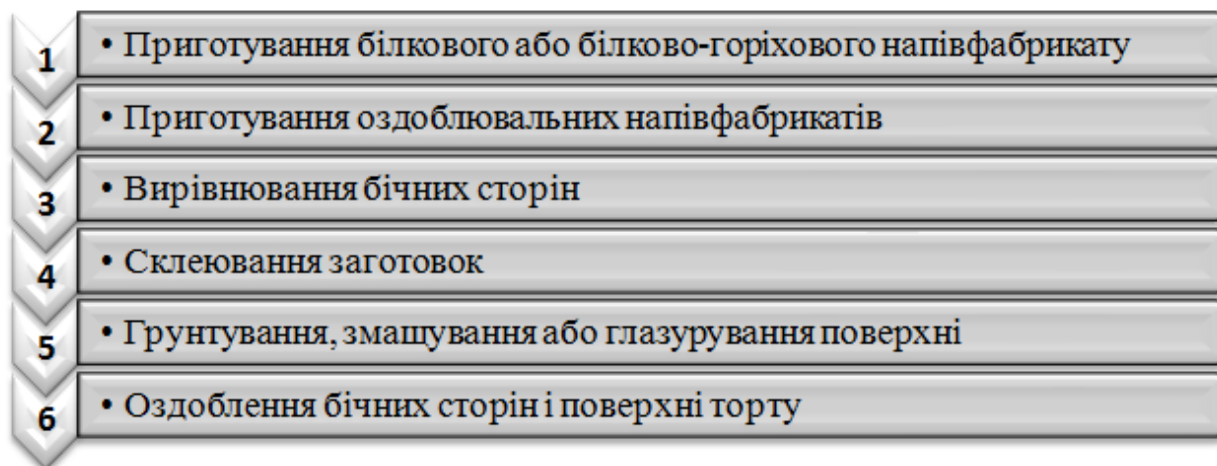 1 • Приготування білкового або білково-горіхового напівфабрикату
2 • Приготування оздоблювальних напівфабрикатів
3 • Вирівнювання бічних сторін
4 • Склеювання заготовок
5 • Грунтування, змащування або глазурування поверхні
6 • Оздоблення бічних сторін і поверхні торту